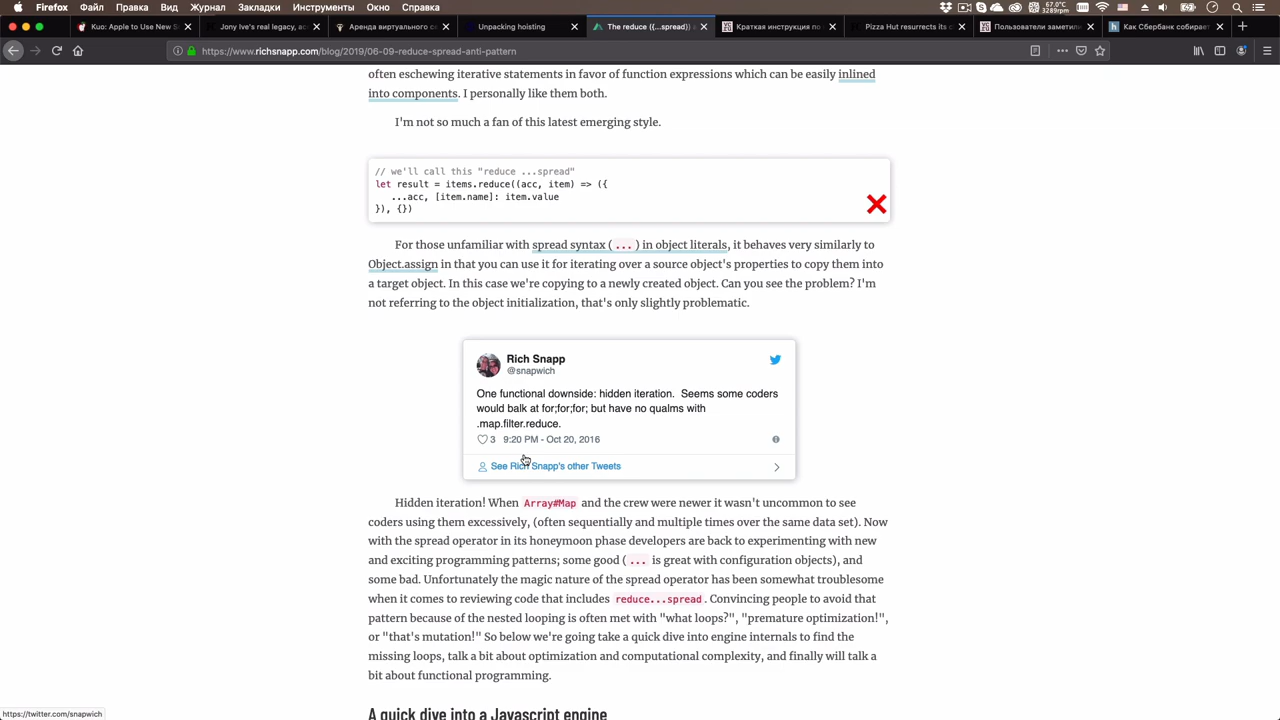 Firefox Файл Правка Вид Журнал Закладки Инструменты Окно Справка
67.0°C
3289rpm
Kuo: Apple to Use New S
Jony Ive's real legacy, ac
Аренда виртуального се
Unpacking hoisting
The reduce ({...spread})
Краткая инструкция по
Pizza Hut resurrects its c
Пользователи заметили
Как Сбербанк собирает
https://www.richsnapp.com/blog/2019/06-09-reduce-spread-anti-pattern
often eschewing iterative statements in favor of function expressions which can be easily inlined
into components. I personally like them both.
I'm not so much a fan of this latest emerging style.
// we'll call this "reduce ...spread"
let result = items.reduce((acc, item) => ({
...acc, [item.name]: item.value
}), {})
For those unfamiliar with spread syntax (...) in object literals, it behaves very similarly to
Object.assign in that you can use it for iterating over a source object's properties to copy them into
a target object. In this case we're copying to a newly created object. Can you see the problem? I'm
not referring to the object initialization, that's only slightly problematic.
Rich Snapp
@snapwich
One functional downside: hidden iteration. Seems some coders
would balk at for;for;for; but have no qualms with
.map.filter.reduce.
3 9:20 PM - Oct 20, 2016
See Rich Snapp's other Tweets
Hidden iteration! When Array#Map and the crew were newer it wasn't uncommon to see
coders using them excessively, (often sequentially and multiple times over the same data set). Now
with the spread operator in its honeymoon phase developers are back to experimenting with new
and exciting programming patterns; some good (... is great with configuration objects), and
some bad. Unfortunately the magic nature of the spread operator has been somewhat troublesome
when it comes to reviewing code that includes reduce...spread. Convincing people to avoid that
pattern because of the nested looping is often met with "what loops?", "premature optimization!",
or "that's mutation!" So below we're going take a quick dive into engine internals to find the
missing loops, talk a bit about optimization and computational complexity, and finally will talk a
bit about functional programming.
A quick dive into a Javascript engine
https://twitter.com/snapwich